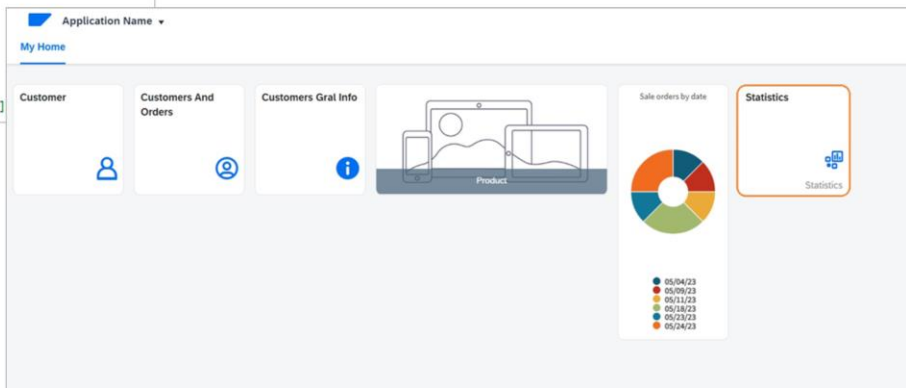 Application Name
My Home
Customer
Customers And
Orders
Customers Gral Info
Product
Sale orders by date
05/04/23
05/09/23
05/11/23
05/18/23
05/23/23
05/24/23
Statistics
Statistics